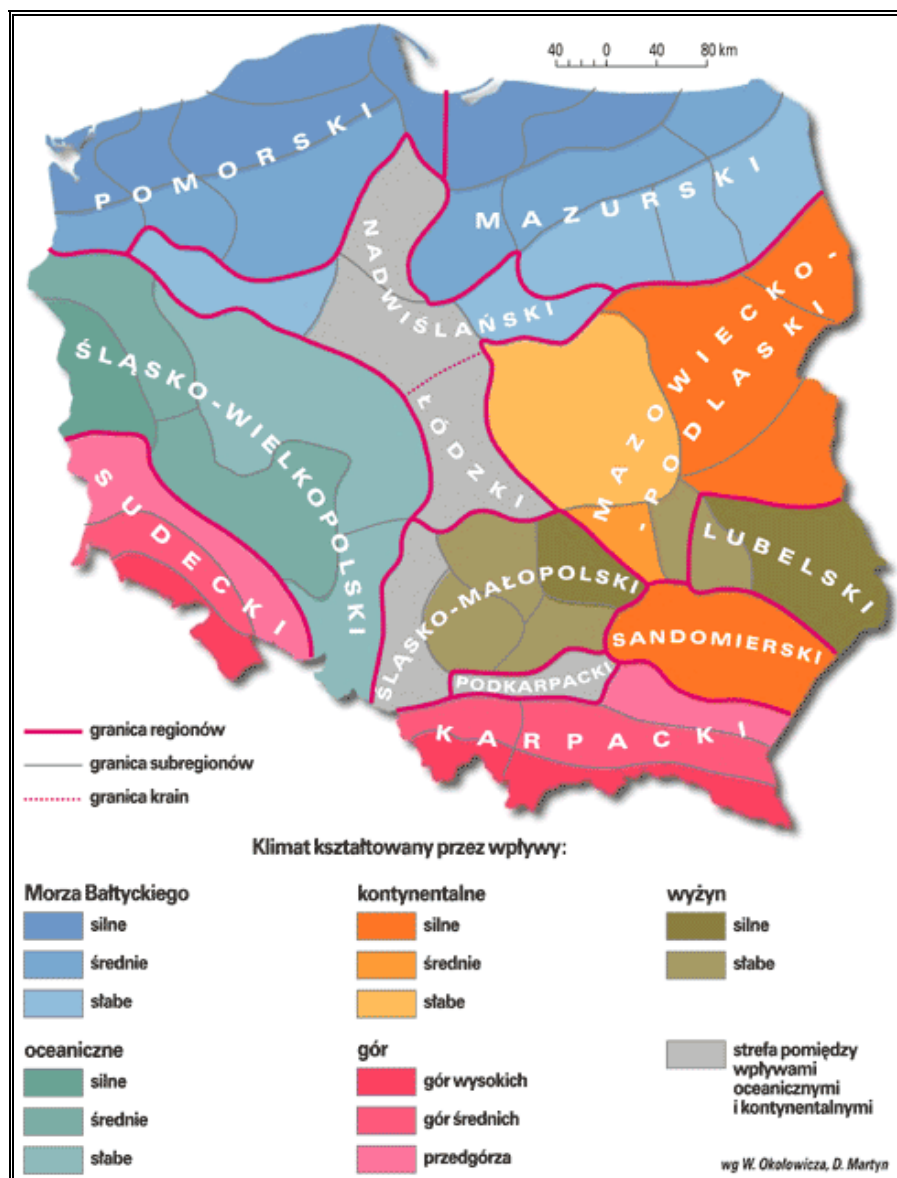 40 0 40 80 km
POMORSKI
MAZURSKI
NADWIŚLAŃSKI
MAZOWIECKO-
-PODLASKI
ŚLĄSKO-WIELKOPOLSKI
ŁÓDZKI
SUDECKI
LUBELSKI
ŚLĄSKO-MAŁOPOLSKI
SANDOMIERSKI
PODKARPACKI
KARPACKI
granica regionów
granica subregionów
granica krain
Klimat kształtowany przez wpływy:
Morza Bałtyckiego
silne
średnie
słabe
kontynentalne
silne
średnie
słabe
wyżyn
silne
słabe
oceaniczne
silne
średnie
słabe
gór
gór wysokich
gór średnich
przedgórza
strefa pomiędzy
wpływami
oceanicznymi
i kontynentalnymi
wg W. Okołowicza, D. Martyn